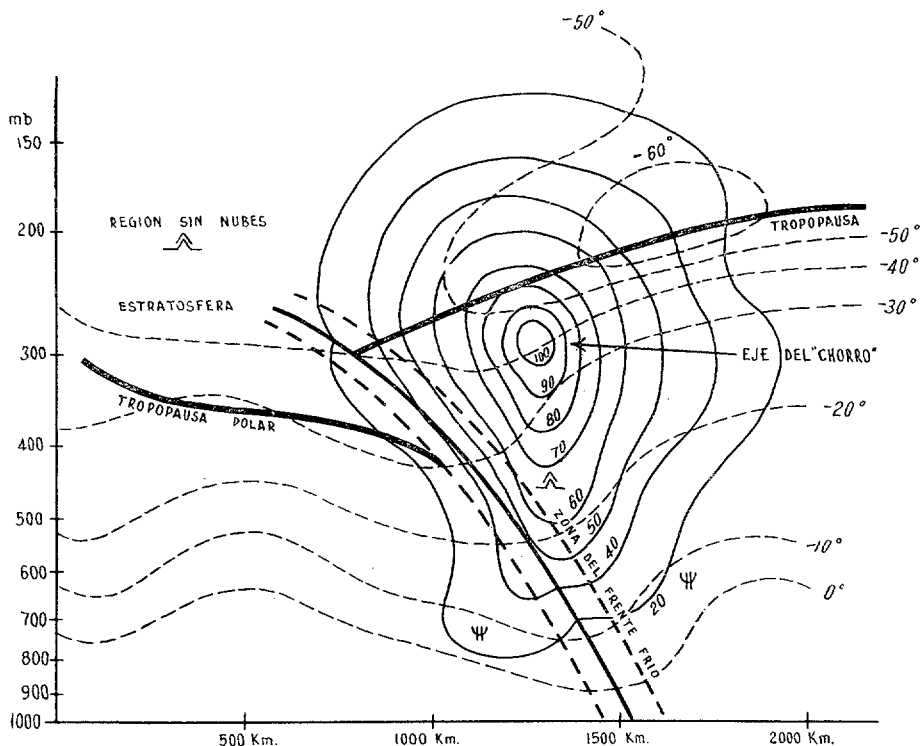 -50°
mb
150
-60°
REGION SIN NUBES
200
TROPOPAUSA
-50°
-40°
ESTRATOSFERA
-30°
300
100
EJE DEL "CHORRO"
90
TROPOPAUSA POLAR
80
-20°
400
70
60
500
50
ZONA DEL FRENTE FRIO
40
-10°
600
20
0°
700
800
900
1000
500 Km.
1000 Km.
1500 Km.
2000 Km.